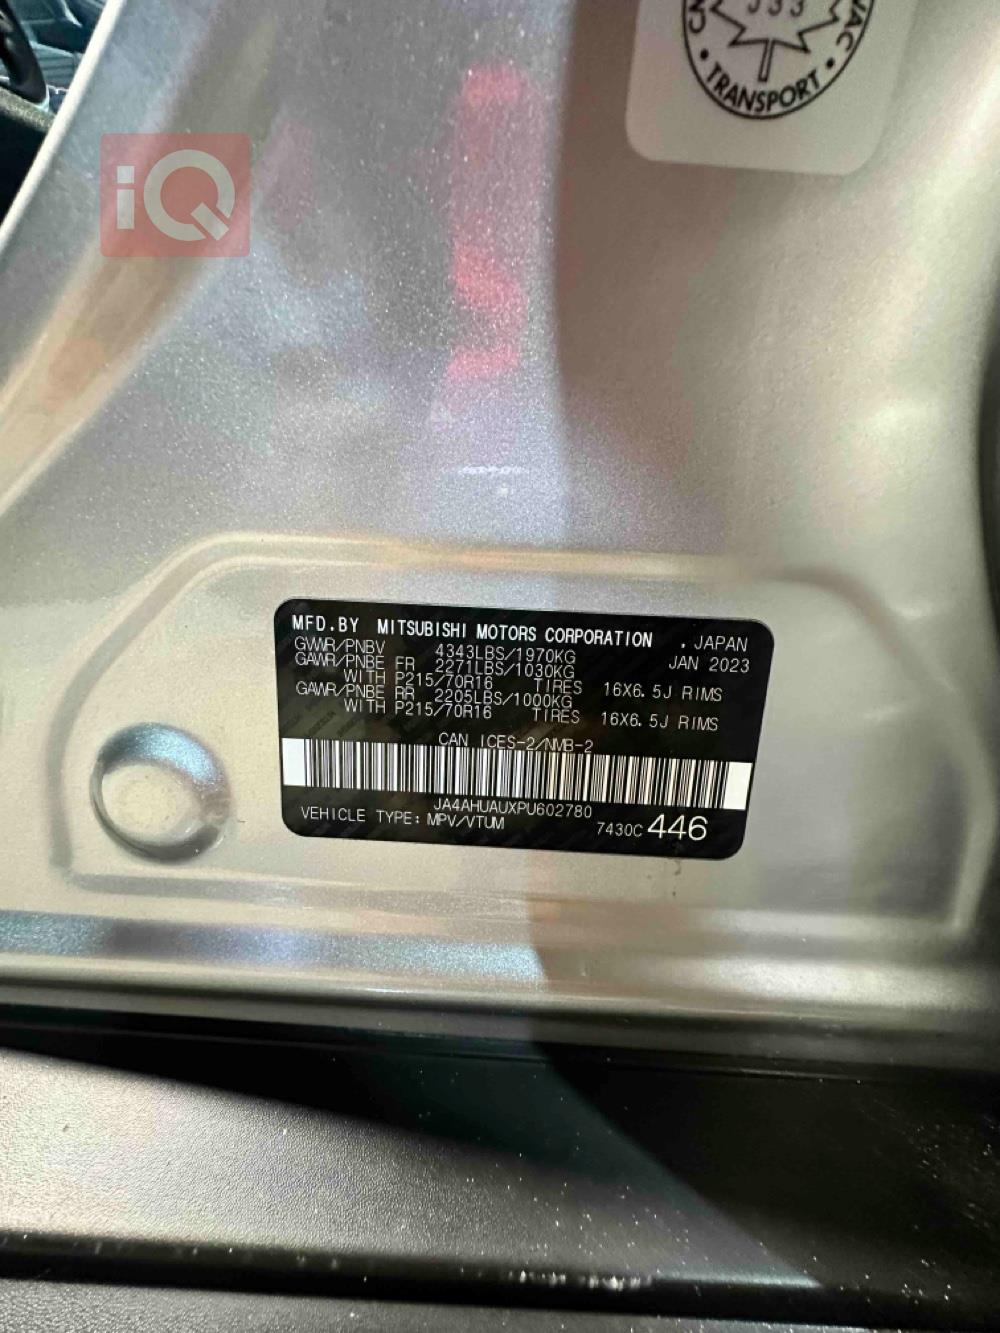 333
TRANSPORT
iQ
MFD.BY MITSUBISHI MOTORS CORPORATION . JAPAN
GVWR/PNBV 4343LBS/1970KG JAN 2023
GAWR/PNBE FR 2271LBS/1030KG
WITH P215/70R16 TIRES 16X6.5J RIMS
GAWR/PNBE RR 2205LBS/1000KG
WITH P215/70R16 TIRES 16X6.5J RIMS
CAN ICES-2/NMB-2
JA4AHUAUXPU602780
VEHICLE TYPE: MPV/VTUM 7430C 446